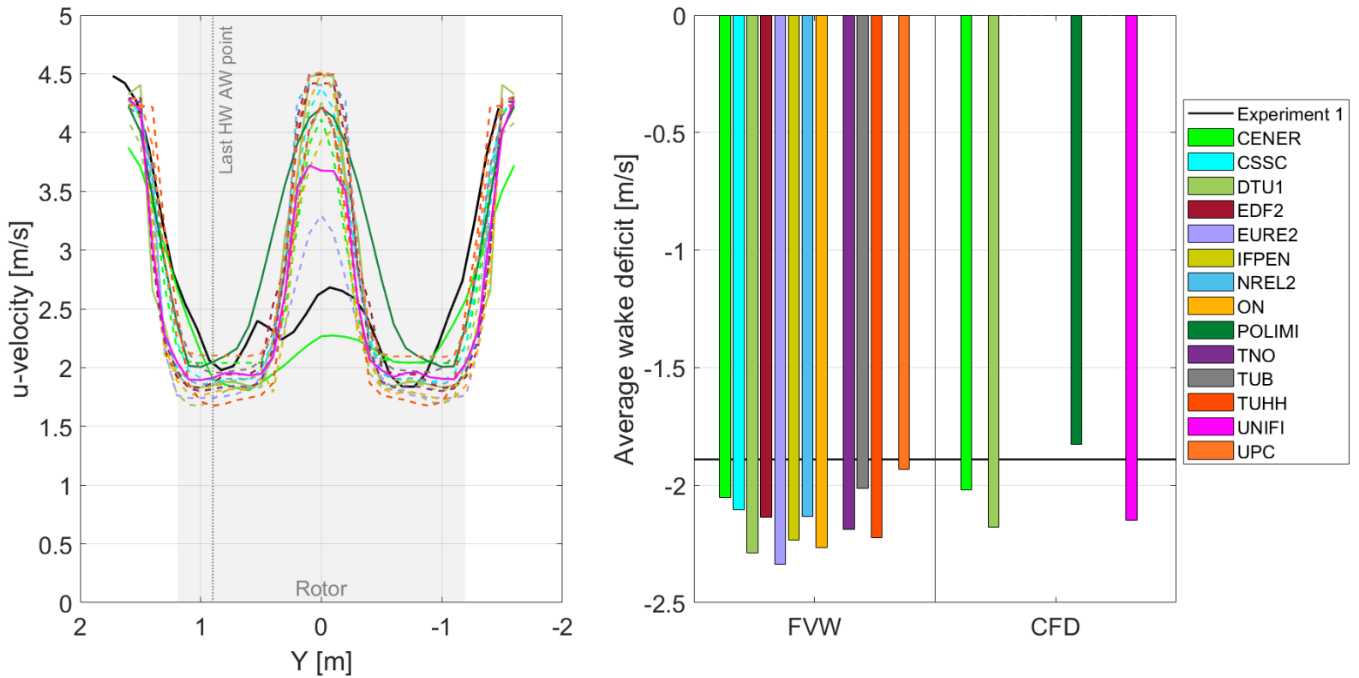 5
4.5
4
3.5
3
2.5
2
1.5
1
0.5
0
u-velocity [m/s]
Last HW AW point
Rotor
2
1
0
-1
-2
Y [m]
0
-0.5
-1
-1.5
-2
-2.5
Average wake deficit [m/s]
FVW
CFD
Experiment 1
CENER
CSSC
DTU1
EDF2
EURE2
IFPEN
NREL2
ON
POLIMI
TNO
TUB
TUHH
UNIFI
UPC